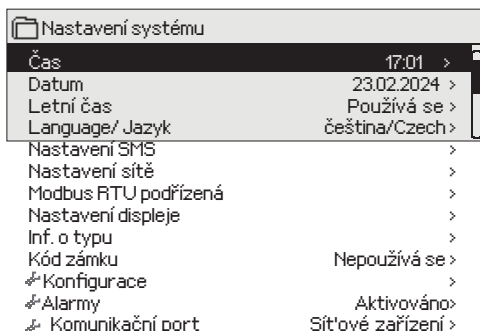 Nastavení systému
Čas 17:01 >
Datum 23.02.2024 >
Letní čas Používá se >
Language/ Jazyk čeština/Czech>
Nastavení SMS >
Nastavení sítě >
Modbus RTU podřízená >
Nastavení displeje >
Inf. o typu >
Kód zámku Nepoužívá se >
Konfigurace >
Alarmy Aktivováno>
Komunikační port Sít'ové zařízení >